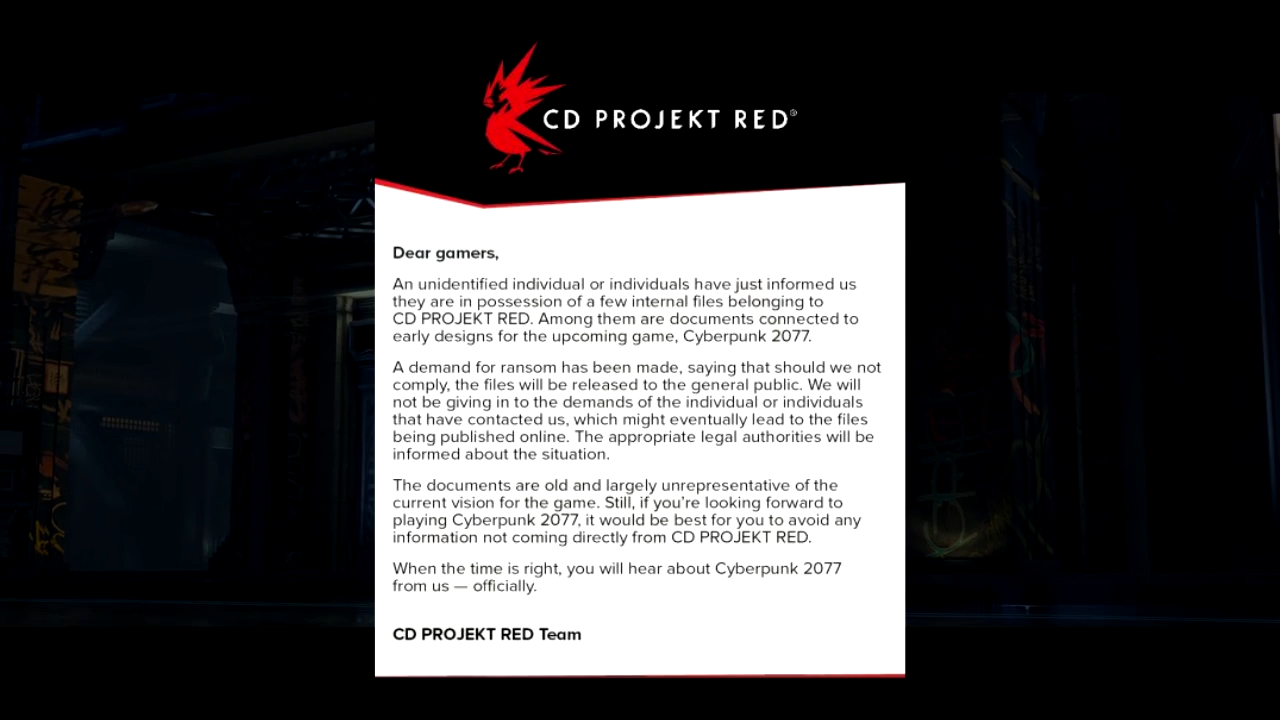 CD PROJEKT RED®
Dear gamers,
An unidentified individual or individuals have just informed us
they are in possession of a few internal files belonging to
CD PROJEKT RED. Among them are documents connected to
early designs for the upcoming game, Cyberpunk 2077.
A demand for ransom has been made, saying that should we not
comply, the files will be released to the general public. We will
not be giving in to the demands of the individual or individuals
that have contacted us, which might eventually lead to the files
being published online. The appropriate legal authorities will be
informed about the situation.
The documents are old and largely unrepresentative of the
current vision for the game. Still, if you’re looking forward to
playing Cyberpunk 2077, it would be best for you to avoid any
information not coming directly from CD PROJEKT RED.
When the time is right, you will hear about Cyberpunk 2077
from us — officially.
CD PROJEKT RED Team